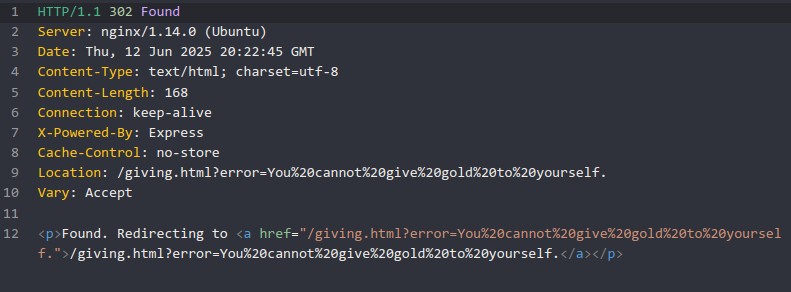 1 HTTP/1.1 302 Found
2 Server: nginx/1.14.0 (Ubuntu)
3 Date: Thu, 12 Jun 2025 20:22:45 GMT
4 Content-Type: text/html; charset=utf-8
5 Content-Length: 168
6 Connection: keep-alive
7 X-Powered-By: Express
8 Cache-Control: no-store
9 Location: /giving.html?error=You%20cannot%20give%20gold%20to%20yourself.
10 Vary: Accept
11
12 <p>Found. Redirecting to <a href="/giving.html?error=You%20cannot%20give%20gold%20to%20yoursel
f.">/giving.html?error=You%20cannot%20give%20gold%20to%20yourself.</a></p>